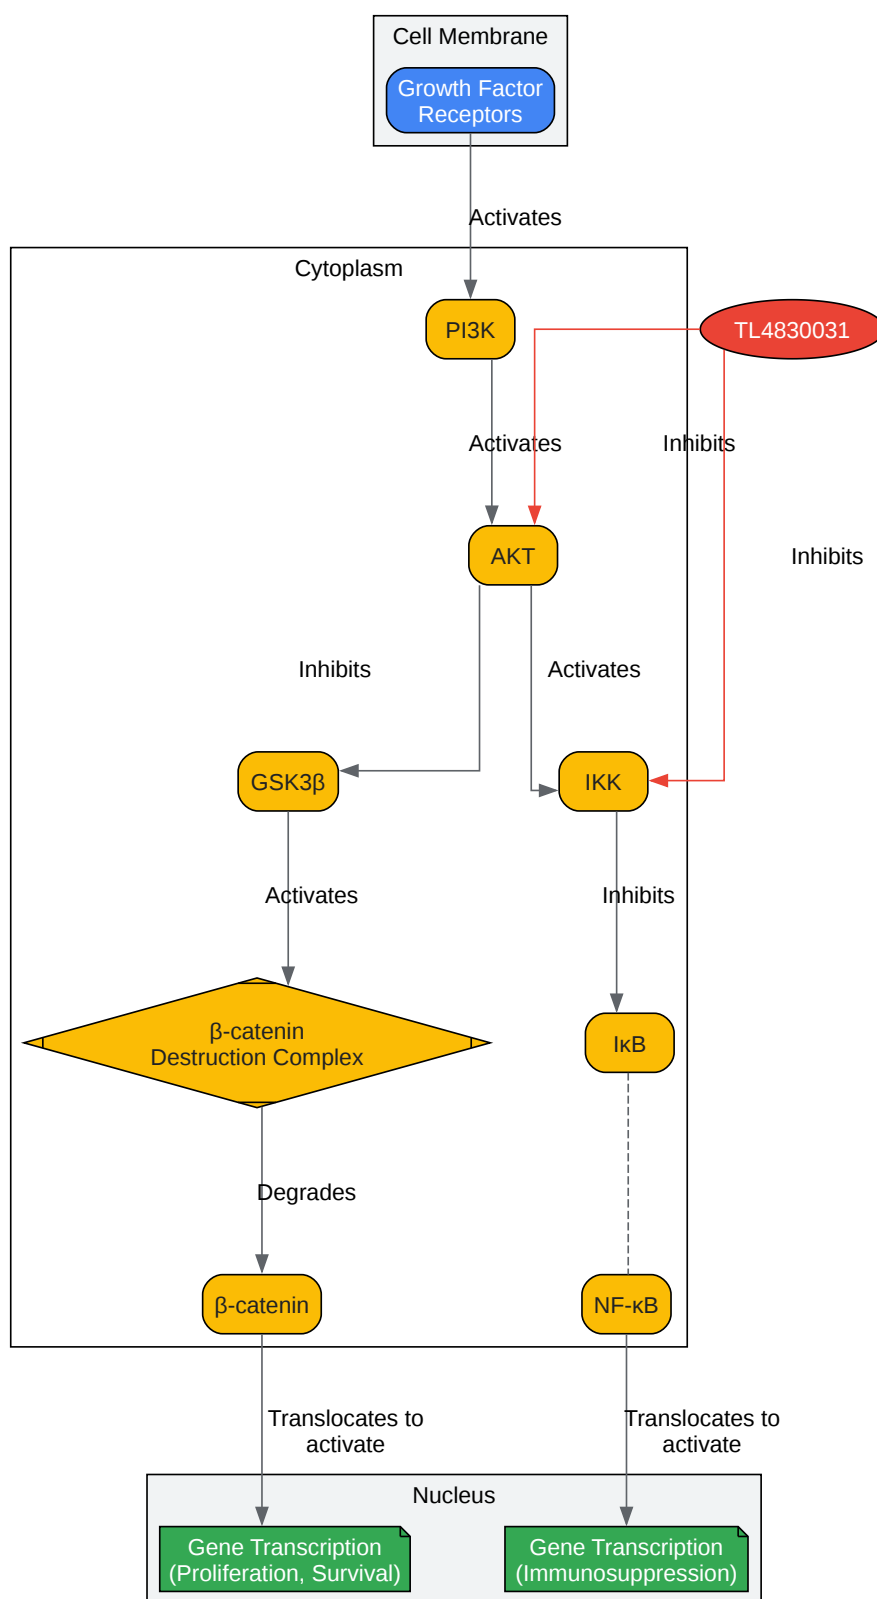 Cell Membrane
Growth Factor
Receptors
Activates
Cytoplasm
PI3K
TL4830031
Activates
Inhibits
AKT
Inhibits
Inhibits
Activates
GSK3β
IKK
Activates
Inhibits
β-catenin
Destruction Complex
IκB
Degrades
β-catenin
NF-κB
Translocates to
activate
Translocates to
activate
Nucleus
Gene Transcription
(Proliferation, Survival)
Gene Transcription
(Immunosuppression)